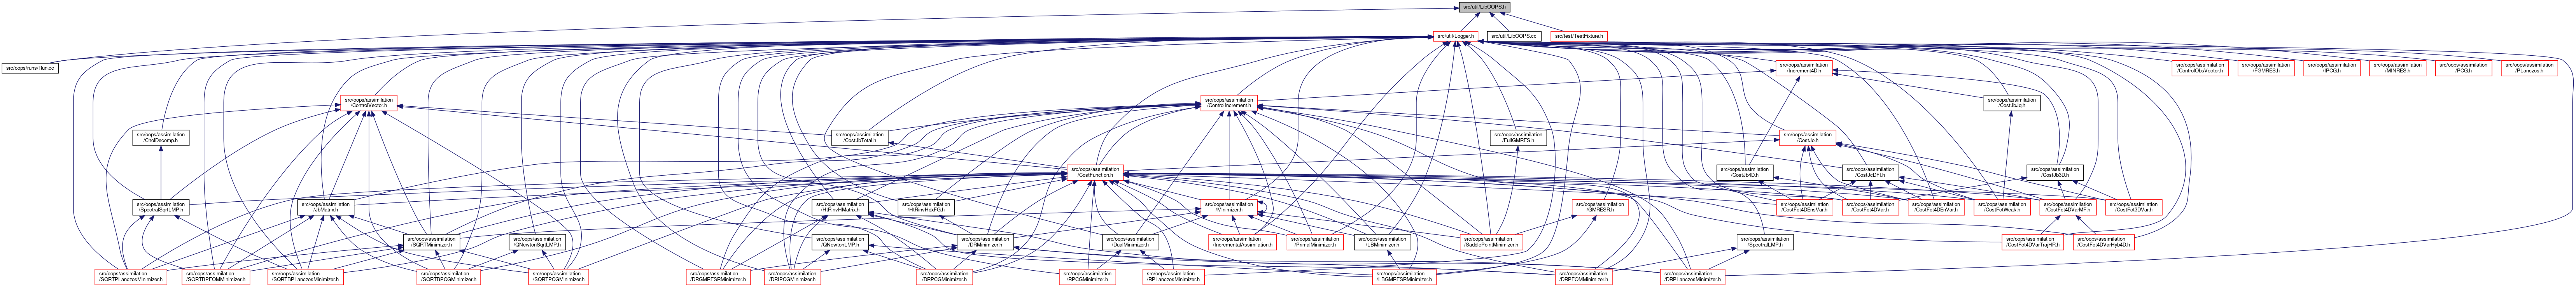 src/util/LibOOPS.h
src/util/Logger.h
src/util/LibOOPS.cc
src/test/TestFixture.h
src/oops/runs/Run.cc
src/oops/assimilation
/Increment4D.h
src/oops/assimilation
/ControlObsVector.h
src/oops/assimilation
/FGMRES.h
src/oops/assimilation
/IPCG.h
src/oops/assimilation
/MINRES.h
src/oops/assimilation
/PCG.h
src/oops/assimilation
/PLanczos.h
src/oops/assimilation
/ControlVector.h
src/oops/assimilation
/ControlIncrement.h
src/oops/assimilation
/CostJbJq.h
src/oops/assimilation
/CholDecomp.h
src/oops/assimilation
/CostJbTotal.h
src/oops/assimilation
/FullGMRES.h
src/oops/assimilation
/CostJo.h
src/oops/assimilation
/CostFunction.h
src/oops/assimilation
/CostJb4D.h
src/oops/assimilation
/CostJcDFI.h
src/oops/assimilation
/CostJb3D.h
src/oops/assimilation
/SpectralSqrtLMP.h
src/oops/assimilation
/JbMatrix.h
src/oops/assimilation
/HtRinvHMatrix.h
src/oops/assimilation
/HtRinvHdxFG.h
src/oops/assimilation
/Minimizer.h
src/oops/assimilation
/GMRESR.h
src/oops/assimilation
/CostFct4DEnsVar.h
src/oops/assimilation
/CostFct4DVar.h
src/oops/assimilation
/CostFct4DEnVar.h
src/oops/assimilation
/CostFctWeak.h
src/oops/assimilation
/CostFct4DVarMF.h
src/oops/assimilation
/CostFct3DVar.h
src/oops/assimilation
/SQRTMinimizer.h
src/oops/assimilation
/QNewtonSqrtLMP.h
src/oops/assimilation
/QNewtonLMP.h
src/oops/assimilation
/DRMinimizer.h
src/oops/assimilation
/DualMinimizer.h
src/oops/assimilation
/IncrementalAssimilation.h
src/oops/assimilation
/PrimalMinimizer.h
src/oops/assimilation
/LBMinimizer.h
src/oops/assimilation
/SaddlePointMinimizer.h
src/oops/assimilation
/SpectralLMP.h
src/oops/assimilation
/CostFct4DVarTrajHR.h
src/oops/assimilation
/CostFct4DVarHyb4D.h
src/oops/assimilation
/SQRTPLanczosMinimizer.h
src/oops/assimilation
/SQRTBPFOMMinimizer.h
src/oops/assimilation
/SQRTBPLanczosMinimizer.h
src/oops/assimilation
/SQRTBPCGMinimizer.h
src/oops/assimilation
/SQRTPCGMinimizer.h
src/oops/assimilation
/DRGMRESRMinimizer.h
src/oops/assimilation
/DRIPCGMinimizer.h
src/oops/assimilation
/DRPCGMinimizer.h
src/oops/assimilation
/RPCGMinimizer.h
src/oops/assimilation
/RPLanczosMinimizer.h
src/oops/assimilation
/LBGMRESRMinimizer.h
src/oops/assimilation
/DRPFOMMinimizer.h
src/oops/assimilation
/DRPLanczosMinimizer.h